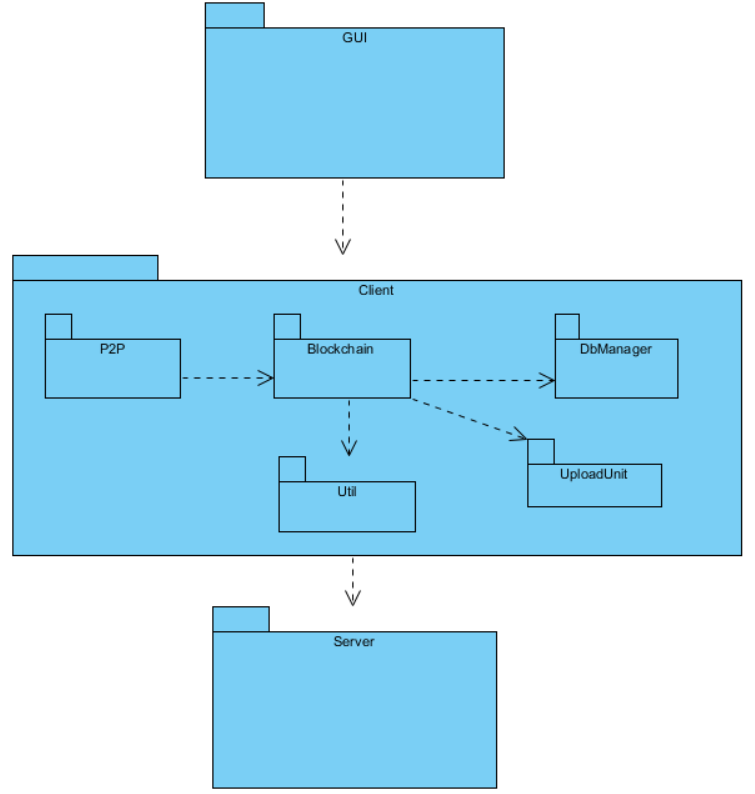 GUI
Client
P2P
Blockchain
DbManager
Util
UploadUnit
Server